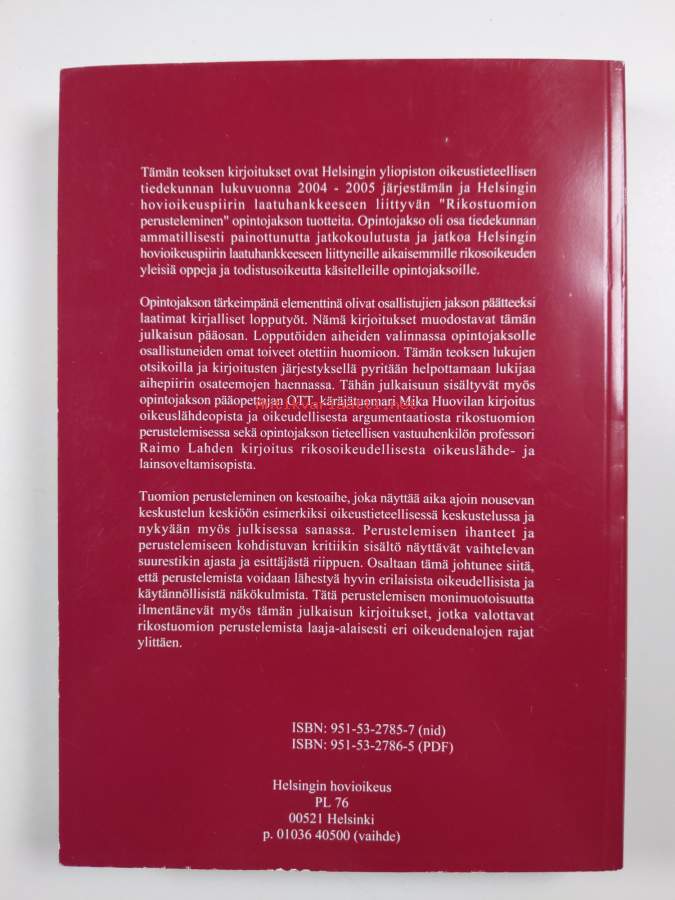 Tämän teoksen kirjoitukset ovat Helsingin yliopiston oikeustieteellisen
tiedekunnan lukuvuonna 2004 - 2005 järjestämän ja Helsingin
hovioikeuspiirin laatuhankkeeseen liittyvän "Rikostuomion
perusteleminen" opintojakson tuotteita. Opintojakso oli osa tiedekunnan
ammatillisesti painottunutta jatkokoulutusta ja jatkoa Helsingin
hovioikeuspiirin laatuhankkeeseen liittyneille aikaisemmille rikosoikeuden
yleisiä oppeja ja todistusoikeutta käsitelleille opintojaksoille.
Opintojakson tärkeimpänä elementtinä olivat osallistujien jakson päätteeksi
laatimat kirjalliset lopputyöt. Nämä kirjoitukset muodostavat tämän
julkaisun pääosan. Lopputöiden aiheiden valinnassa opintojaksolle
osallistuneiden omat toiveet otettiin huomioon. Tämän teoksen lukujen
otsikoilla ja kirjoitusten järjestyksellä pyritään helpottamaan lukijaa
aihepiirin osateemojen haennassa. Tähän julkaisuun sisältyvät myös
opintojakson pääopettajan OTT, käräjätuomari Mika Huovilan kirjoitus
Antikvariaatti.net
oikeuslähdeopista ja oikeudellisesta argumentaatiosta rikostuomion
perustelemisessa sekä opintojakson tieteellisen vastuuhenkilön professori
Raimo Lahden kirjoitus rikosoikeudellisesta oikeuslähde- ja
lainsoveltamisopista.
Tuomion perusteleminen on kestoaihe, joka näyttää aika ajoin nousevan
keskustelun keskiöön esimerkiksi oikeustieteellisessä keskustelussa ja
nykyään myös julkisessa sanassa. Perustelemisen ihanteet ja
perustelemiseen kohdistuvan kritiikin sisältö näyttävät vaihtelevan
suurestikin ajasta ja esittäjästä riippuen. Osaltaan tämä johtunee siitä,
että perustelemista voidaan lähestyä hyvin erilaisista oikeudellisista ja
käytännöllisistä näkökulmista. Tätä perustelemisen monimuotoisuutta
ilmentänevät myös tämän julkaisun kirjoitukset, jotka valottavat
rikostuomion perustelemista laaja-alaisesti eri oikeudenalojen rajat
ylittäen.
ISBN: 951-53-2785-7 (nid)
ISBN: 951-53-2786-5 (PDF)
Helsingin hovioikeus
PL 76
00521 Helsinki
p. 01036 40500 (vaihde)